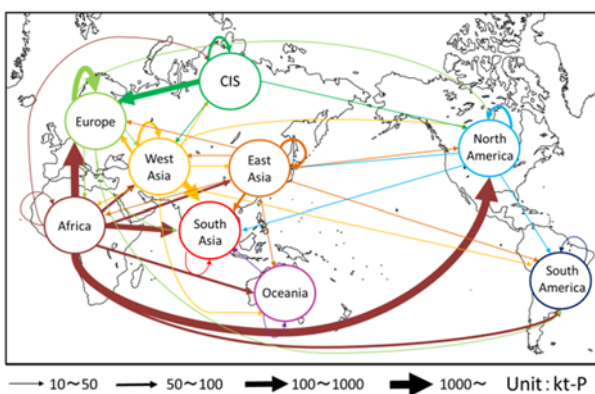 CIS
Europe
North
America
West
Asia
East
Asia
Africa
South
Asia
Oceania
South
America
10～50
50～100
100～1000
1000～
Unit : kt-P